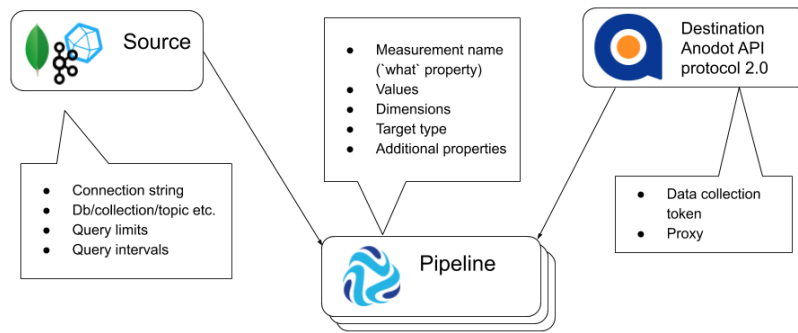 Source
Measurement name
(`what` property)
Values
Dimensions
Target type
Additional properties
Destination
Anodot API
protocol 2.0
Connection string
Db/collection/topic etc.
Query limits
Query intervals
Data collection
token
Proxy
Pipeline